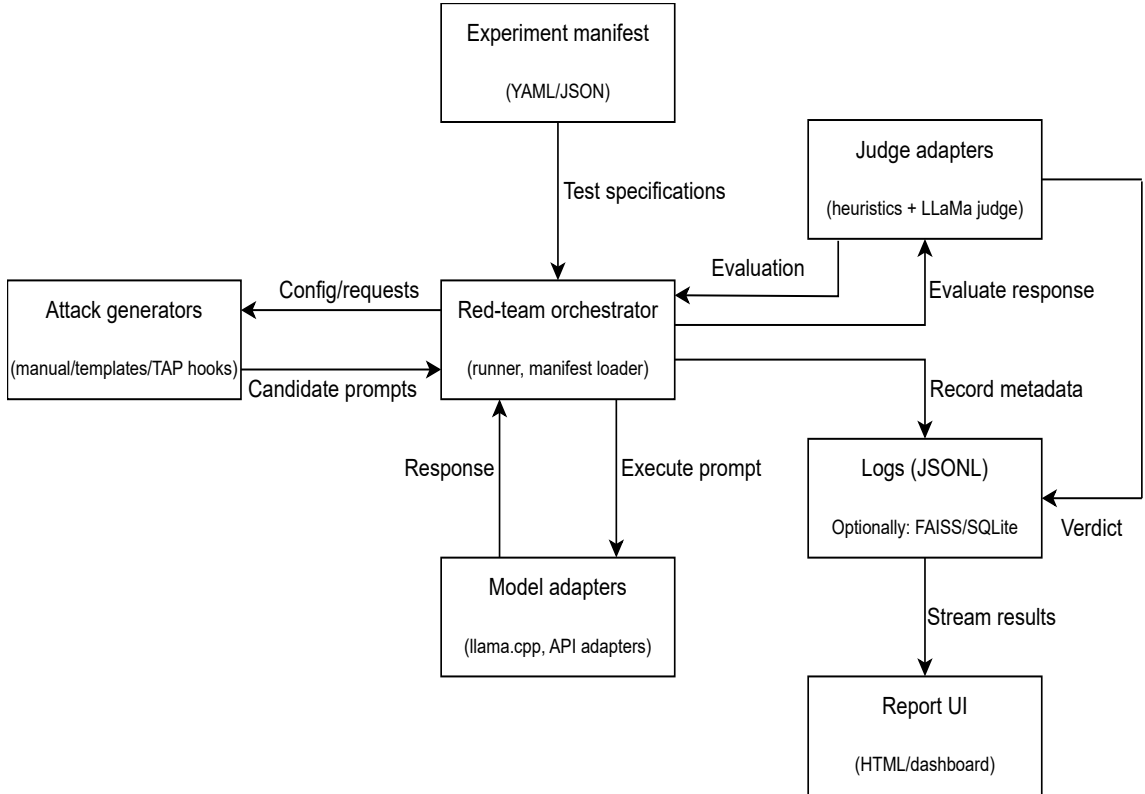 Experiment manifest
(YAML/JSON)
Test specifications
Judge adapters
(heuristics + LLaMa judge)
Evaluation
Evaluate response
Config/requests
Attack generators
(manual/templates/TAP hooks)
Candidate prompts
Red-team orchestrator
(runner, manifest loader)
Record metadata
Response
Execute prompt
Logs (JSONL)
Optionally: FAISS/SQLite
Verdict
Model adapters
(llama.cpp, API adapters)
Stream results
Report UI
(HTML/dashboard)